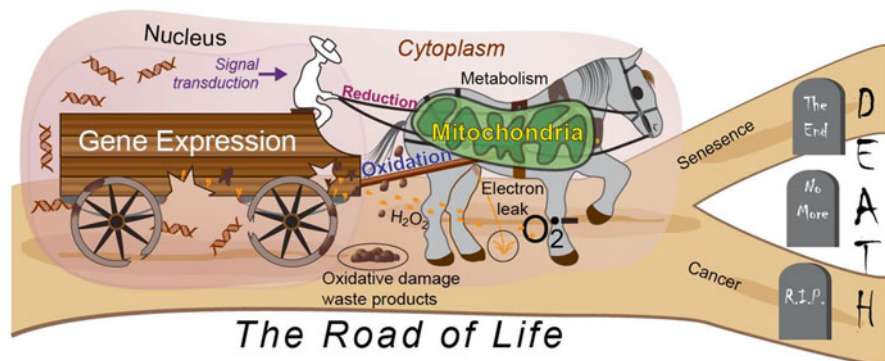 Nucleus
Cytoplasm
Signal
transduction
Metabolism
Reduction
Gene Expression
Mitochondria
Oxidation
Electron
leak
H₂O₂
O₂•−
Oxidative damage
waste products
Senesence
Cancer
The
End
No
More
R.I.P.
DEATH
The Road of Life